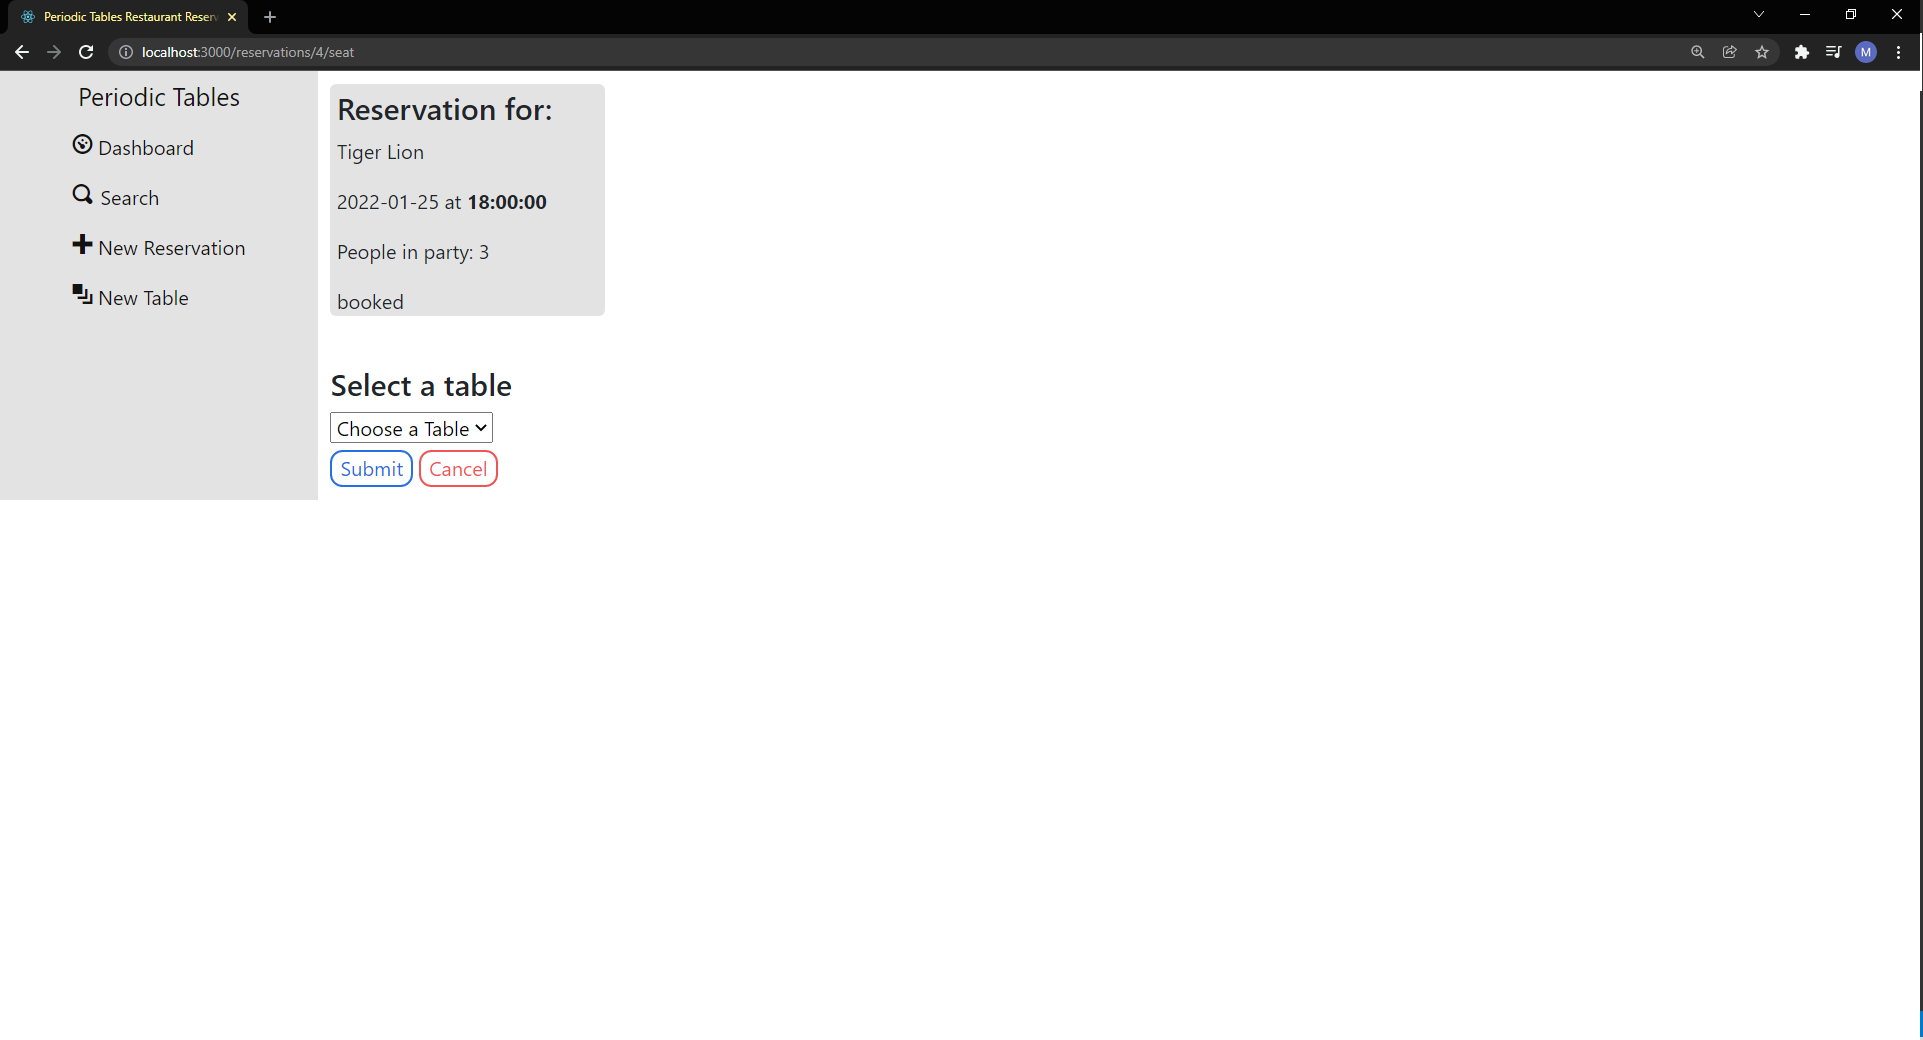 Periodic Tables Restaurant Reserv
localhost:3000/reservations/4/seat
M
Periodic Tables
Dashboard
Search
New Reservation
New Table
Reservation for:
Tiger Lion
2022-01-25 at 18:00:00
People in party: 3
booked
Select a table
Choose a Table
Submit Cancel